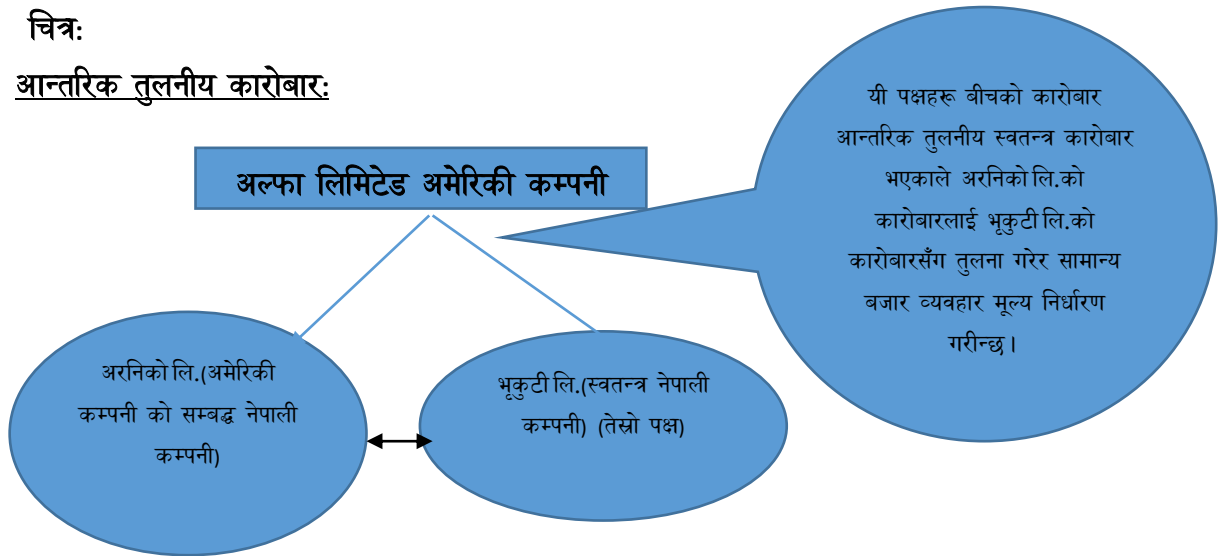 चित्र:
आन्तरिक तुलनीय कारोबार:
अल्फा लिमिटेड अमेरिकी कम्पनी
यी पक्षहरू बीचको कारोबार
आन्तरिक तुलनीय स्वतन्त्र कारोबार
भएकाले अरनिको लि.को
कारोबारलाई भृकुटी लि.को
कारोबारसँग तुलना गरेर सामान्य
बजार व्यवहार मूल्य निर्धारण
गरीन्छ।
अरनिको लि.(अमेरिकी
कम्पनी को सम्बद्ध नेपाली
कम्पनी)
भृकुटी लि.(स्वतन्त्र नेपाली
कम्पनी) (तेस्रो पक्ष)